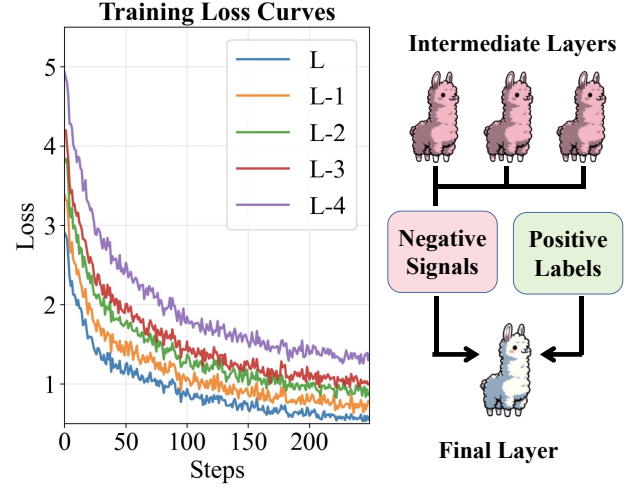 Training Loss Curves
5
4
3
2
1
Loss
0
50
100
150
200
Steps
L
L-1
L-2
L-3
L-4
Intermediate Layers
Negative
Signals
Positive
Labels
Final Layer